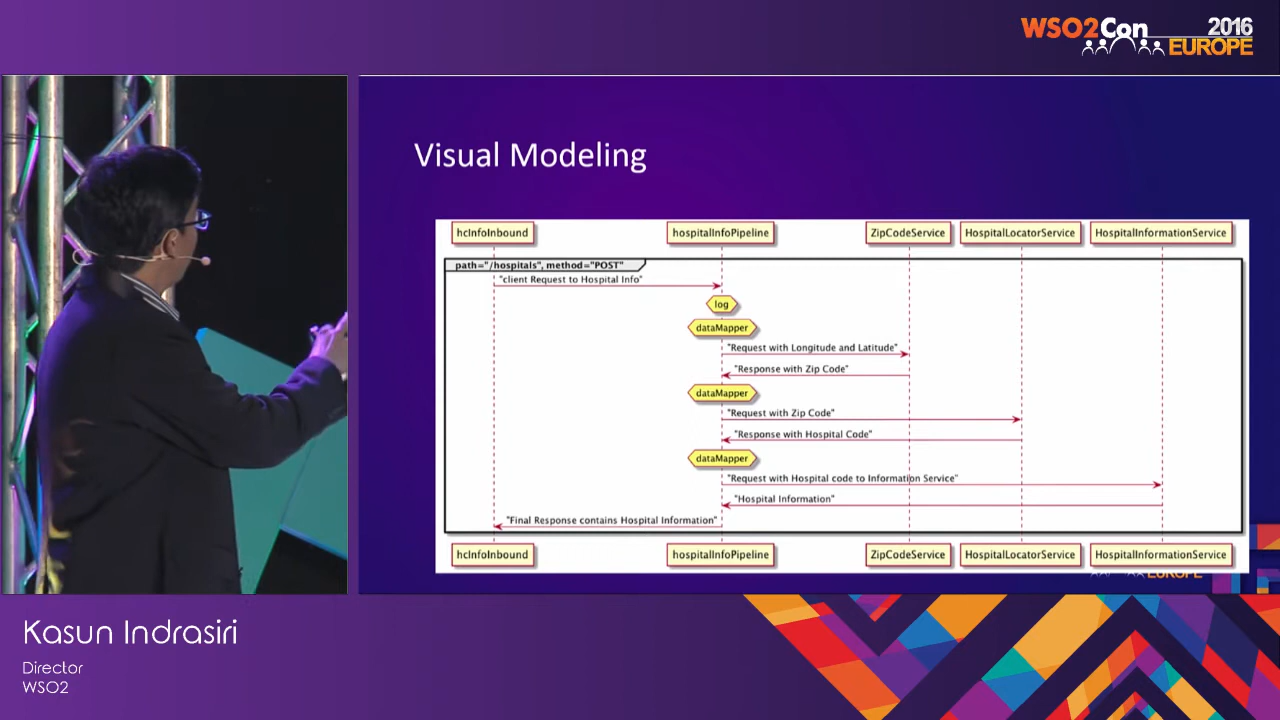 WSO2Con 2016
EUROPE
Visual Modeling
hcInfoInbound
hospitalInfoPipeline
ZipCodeService
HospitalLocatorService
HospitalInformationService
path="/hospitals", method="POST"
"client Request to Hospital Info"
log
dataMapper
"Request with Longitude and Latitude"
"Response with Zip Code"
dataMapper
"Request with Zip Code"
"Response with Hospital Code"
dataMapper
"Request with Hospital code to Information Service"
"Hospital Information"
"Final Response contains Hospital Information"
hcInfoInbound
hospitalInfoPipeline
ZipCodeService
HospitalLocatorService
HospitalInformationService
EUROPE
Kasun Indrasiri
Director
WSO2